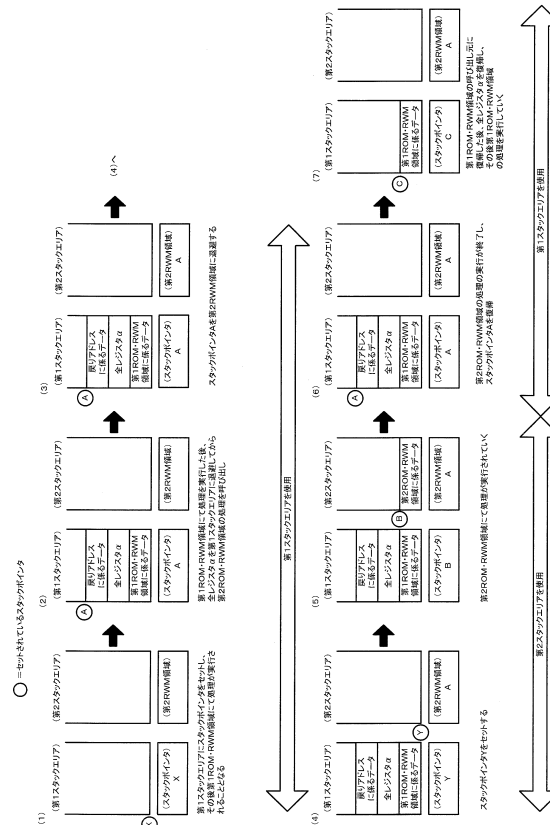 ○=セットされているスタックポインタ
(1)
(第1スタックエリア)
(第2スタックエリア)
X
(スタックポインタ)
X
(第2RWM領域)
第1スタックエリアにスタックポインタをセットし、
その後第1ROM・RWM領域にて処理が実行さ
れることとなる
(2)
(第1スタックエリア)
(第2スタックエリア)
A
戻りアドレス
に係るデータ
全レジスタα
第1ROM・RWM
領域に係るデータ
(スタックポインタ)
A
(第2RWM領域)
第1ROM・RWM領域にて処理を実行した後、
全レジスタαを第1スタックエリアに退避してから
第2ROM・RWM領域の処理を呼び出し
(3)
(第1スタックエリア)
(第2スタックエリア)
A
戻りアドレス
に係るデータ
全レジスタα
第1ROM・RWM
領域に係るデータ
(スタックポインタ)
A
(第2RWM領域)
A
スタックポインタAを第2RWM領域に退避する
(4)へ
第1スタックエリアを使用
(4)
(第1スタックエリア)
(第2スタックエリア)
戻りアドレス
に係るデータ
全レジスタα
第1ROM・RWM
領域に係るデータ
Y
(スタックポインタ)
Y
(第2RWM領域)
A
スタックポインタYをセットする
(5)
(第1スタックエリア)
(第2スタックエリア)
戻りアドレス
に係るデータ
全レジスタα
第1ROM・RWM
領域に係るデータ
B
第2ROM・RWM
領域に係るデータ
(スタックポインタ)
B
(第2RWM領域)
A
第2ROM・RWM領域にて処理が実行されていく
(6)
(第1スタックエリア)
(第2スタックエリア)
A
戻りアドレス
に係るデータ
全レジスタα
第1ROM・RWM
領域に係るデータ
(スタックポインタ)
A
(第2RWM領域)
A
第2ROM・RWM領域の処理の実行が終了し、
スタックポインタAを復帰
(7)
(第1スタックエリア)
(第2スタックエリア)
C
第1ROM・RWM
領域に係るデータ
(スタックポインタ)
C
(第2RWM領域)
A
第1ROM・RWM領域の呼び出し元に
復帰した後、全レジスタαを復帰し、
その後第1ROM・RWM領域
の処理を実行していく
第2スタックエリアを使用
第1スタックエリアを使用